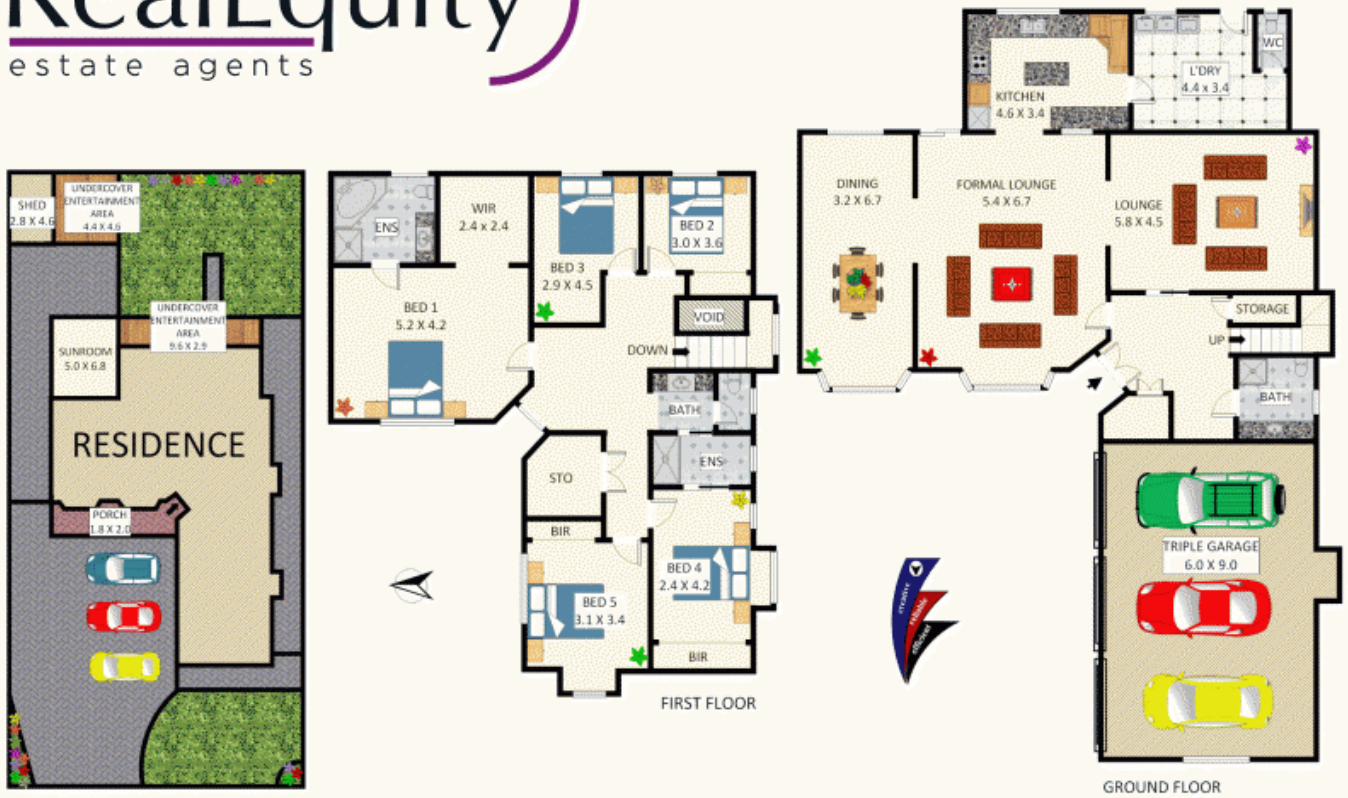 RealEquity
estate agents
SHED
2.8 X 4.6
UNDERCOVER
ENTERTAINMENT
AREA
4.4 X 4.6
UNDERCOVER
ENTERTAINMENT
AREA
9.6 X 2.9
SUNROOM
5.0 X 6.8
RESIDENCE
PORCH
1.8 X 2.0
ENS
WIR
2.4 x 2.4
BED 3
2.9 X 4.5
BED 2
3.0 X 3.6
BED 1
5.2 X 4.2
VOID
DOWN
BATH
ENS
STO
BIR
BED 4
2.4 X 4.2
BED 5
3.1 X 3.4
BIR
FIRST FLOOR
KITCHEN
4.6 X 3.4
L'DRY
4.4 x 3.4
WC
DINING
3.2 X 6.7
FORMAL LOUNGE
5.4 X 6.7
LOUNGE
5.8 X 4.5
STORAGE
UP
BATH
TRIPLE GARAGE
6.0 X 9.0
creative
reliable
efficient
GROUND FLOOR